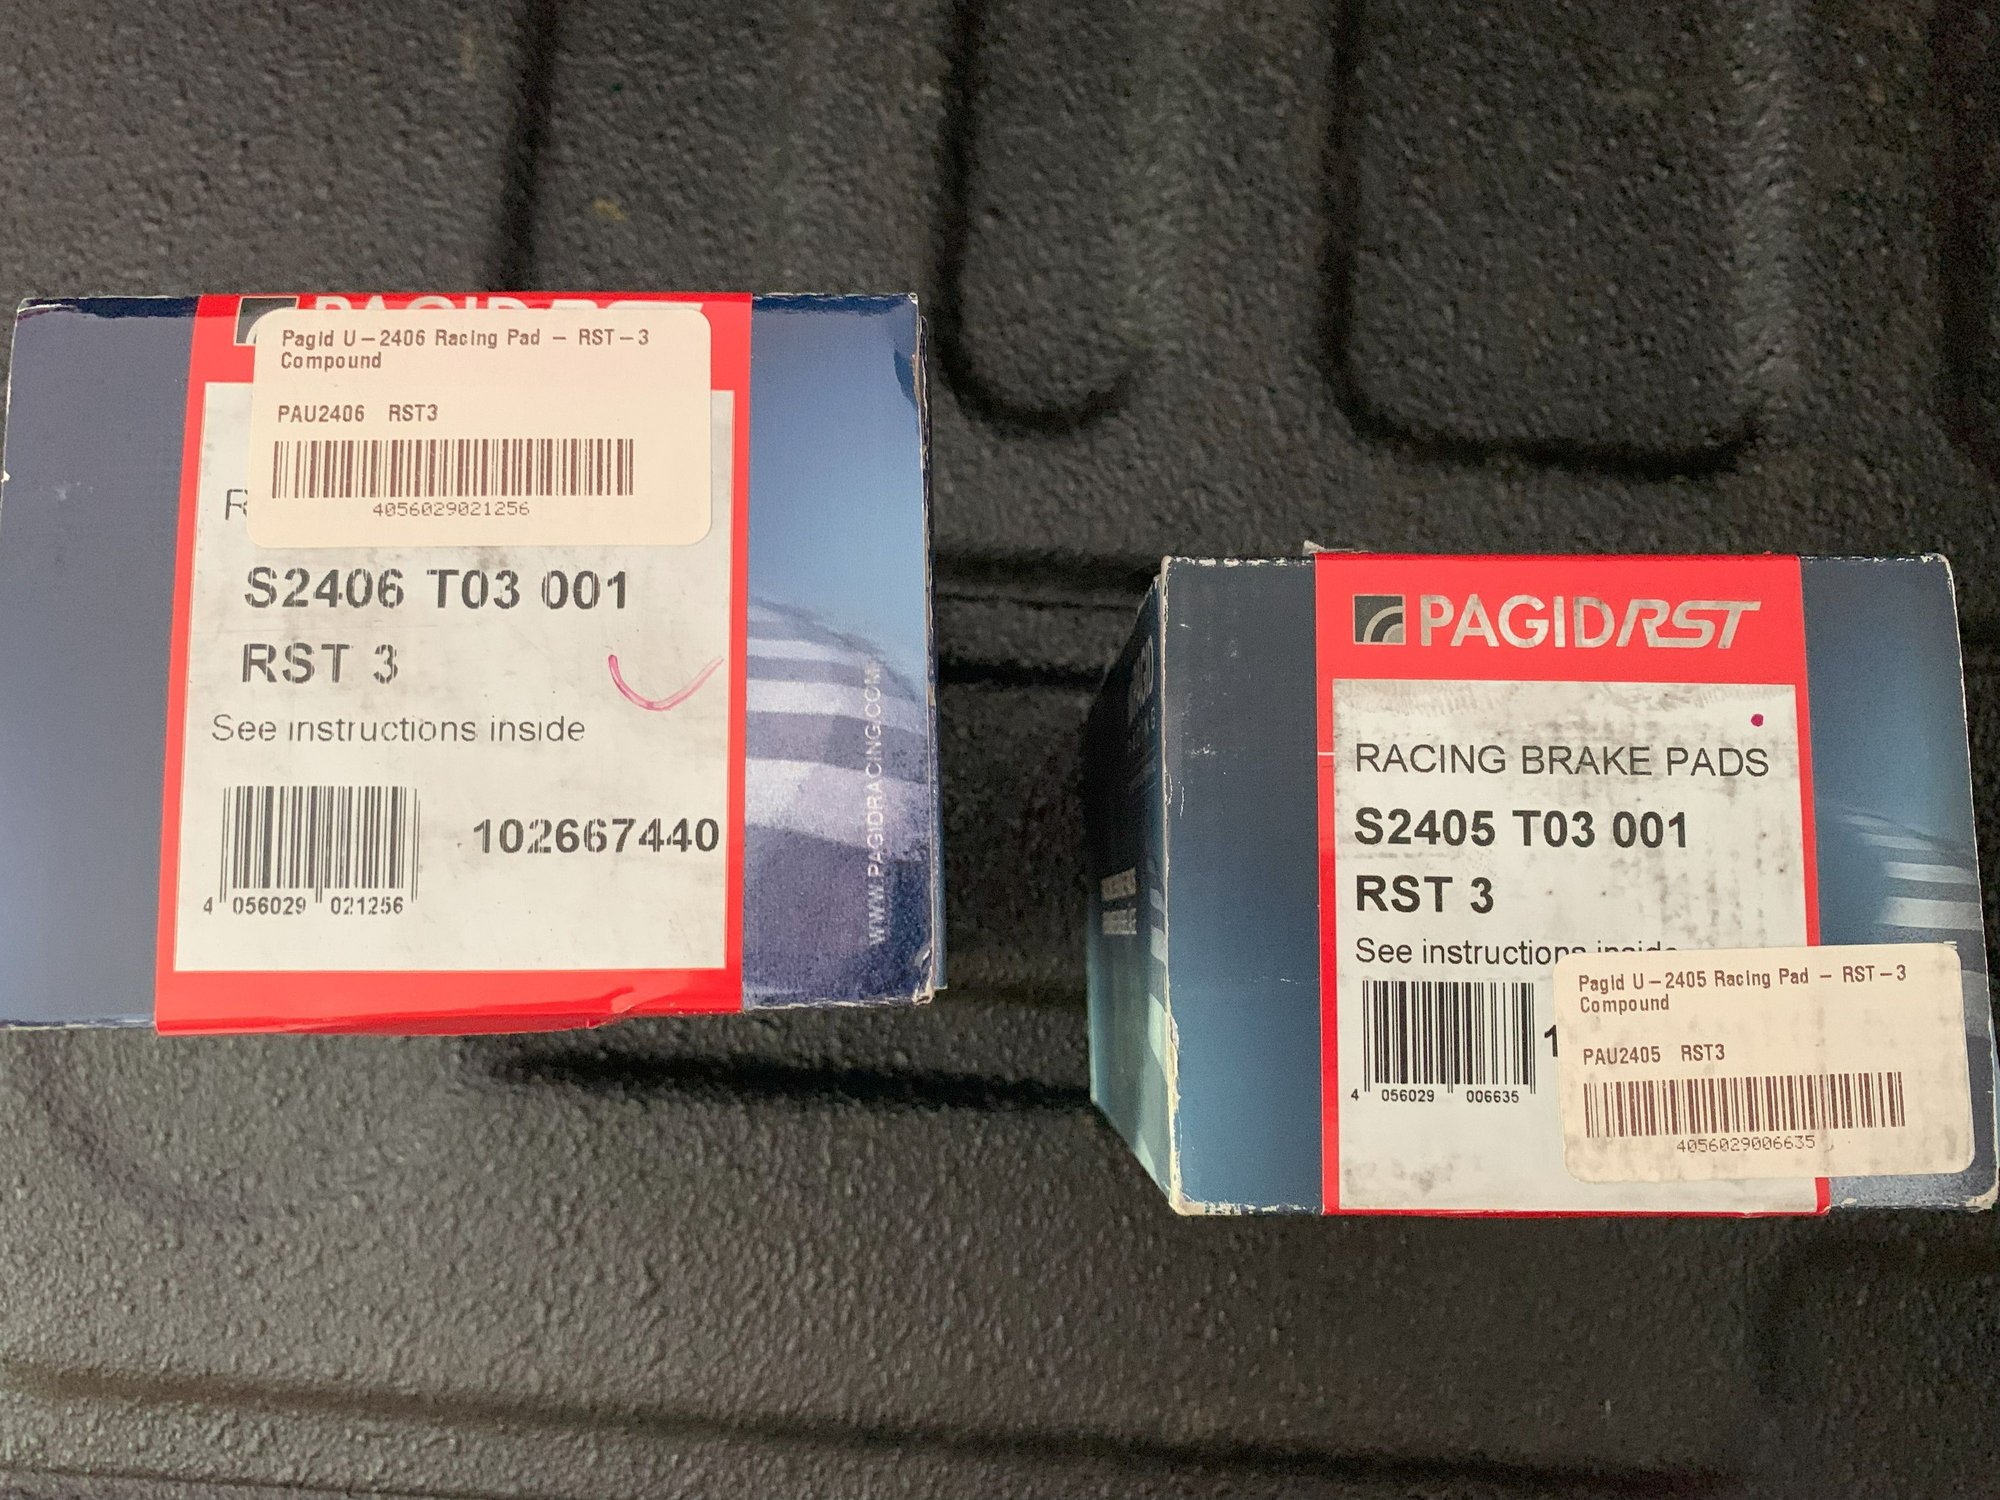 PAGIDRST
Pagid U-2406 Racing Pad - RST-3
Compound
PAU2406 RST3
4056029021256
S2406 T03 001
RST 3
See instructions inside
102667440
4 056029 021256
WWW.PAGIDRACING.COM
PAGIDRST
RACING BRAKE PADS
S2405 T03 001
RST 3
See instructions inside
4 056029 006635
Pagid U-2405 Racing Pad - RST-3
Compound
PAU2405 RST3
4056029006635